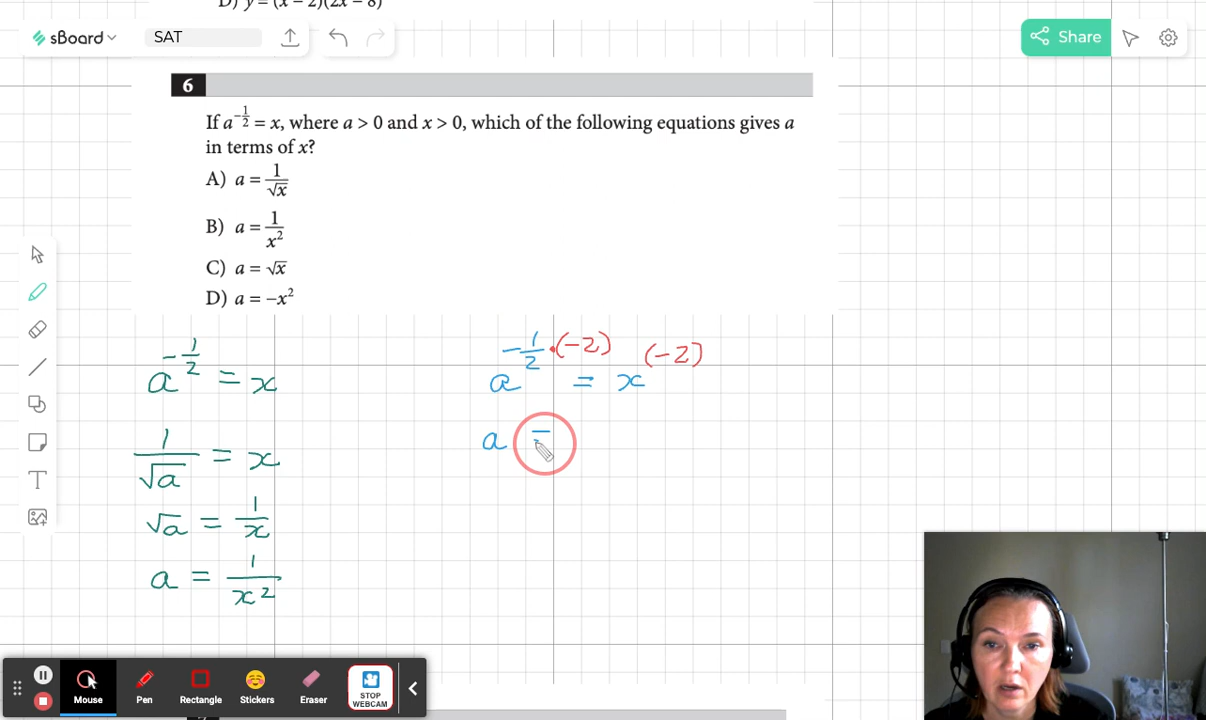 D) y = (x − 2)(2x − 8)
sBoard
SAT
Share
6
If a^{-1/2} = x, where a > 0 and x > 0, which of the following equations gives a
in terms of x?
A) a = 1/√x
B) a = 1/x²
C) a = √x
D) a = −x²
a^{-1/2} = x
1/√a = x
√a = 1/x
a = 1/x²
a^{-1/2·(−2)} = x^{(−2)}
a =
Mouse
Pen
Rectangle
Stickers
Eraser
STOP
WEBCAM